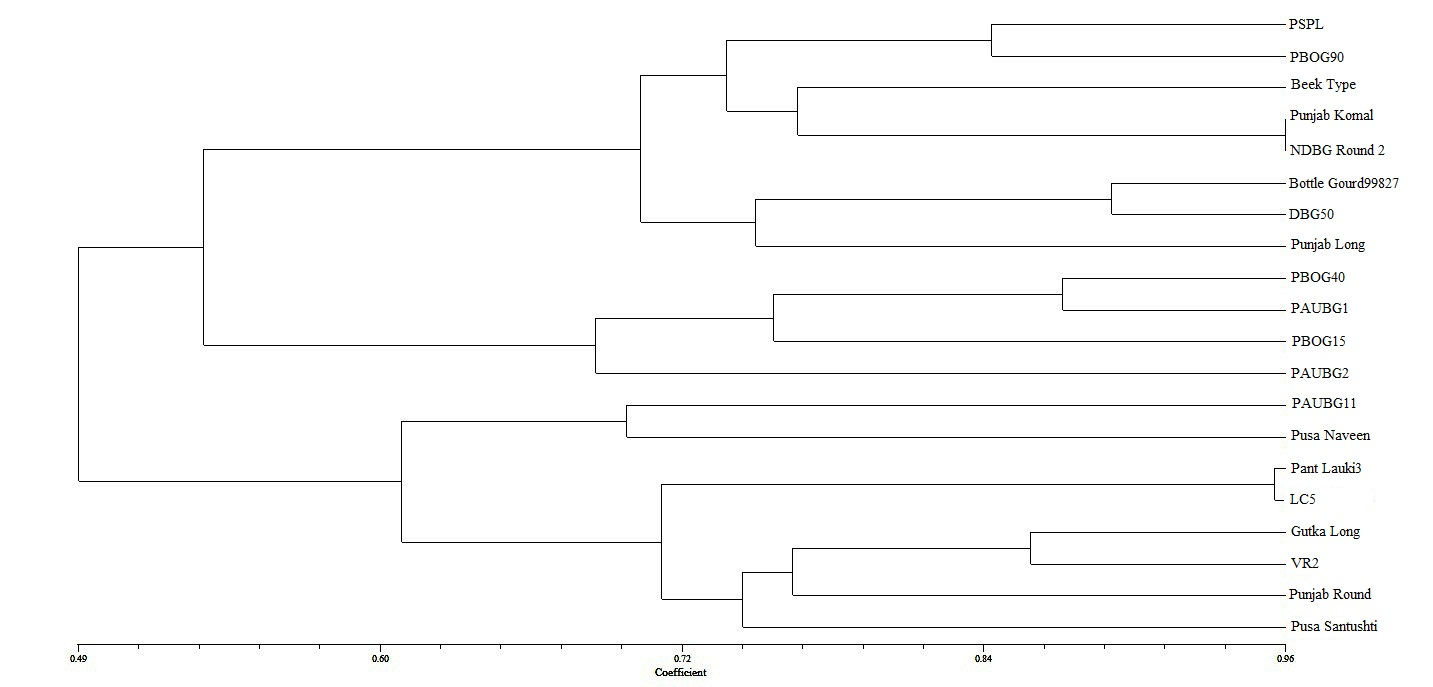 PSPL
PBOG90
Beek Type
Punjab Komal
NDBG Round 2
Bottle Gourd99827
DBG50
Punjab Long
PBOG40
PAUBG1
PBOG15
PAUBG2
PAUBG11
Pusa Naveen
Pant Lauki3
LC5
Gutka Long
VR2
Punjab Round
Pusa Santushti
0.49 0.60 0.72 0.84 0.96
Coefficient